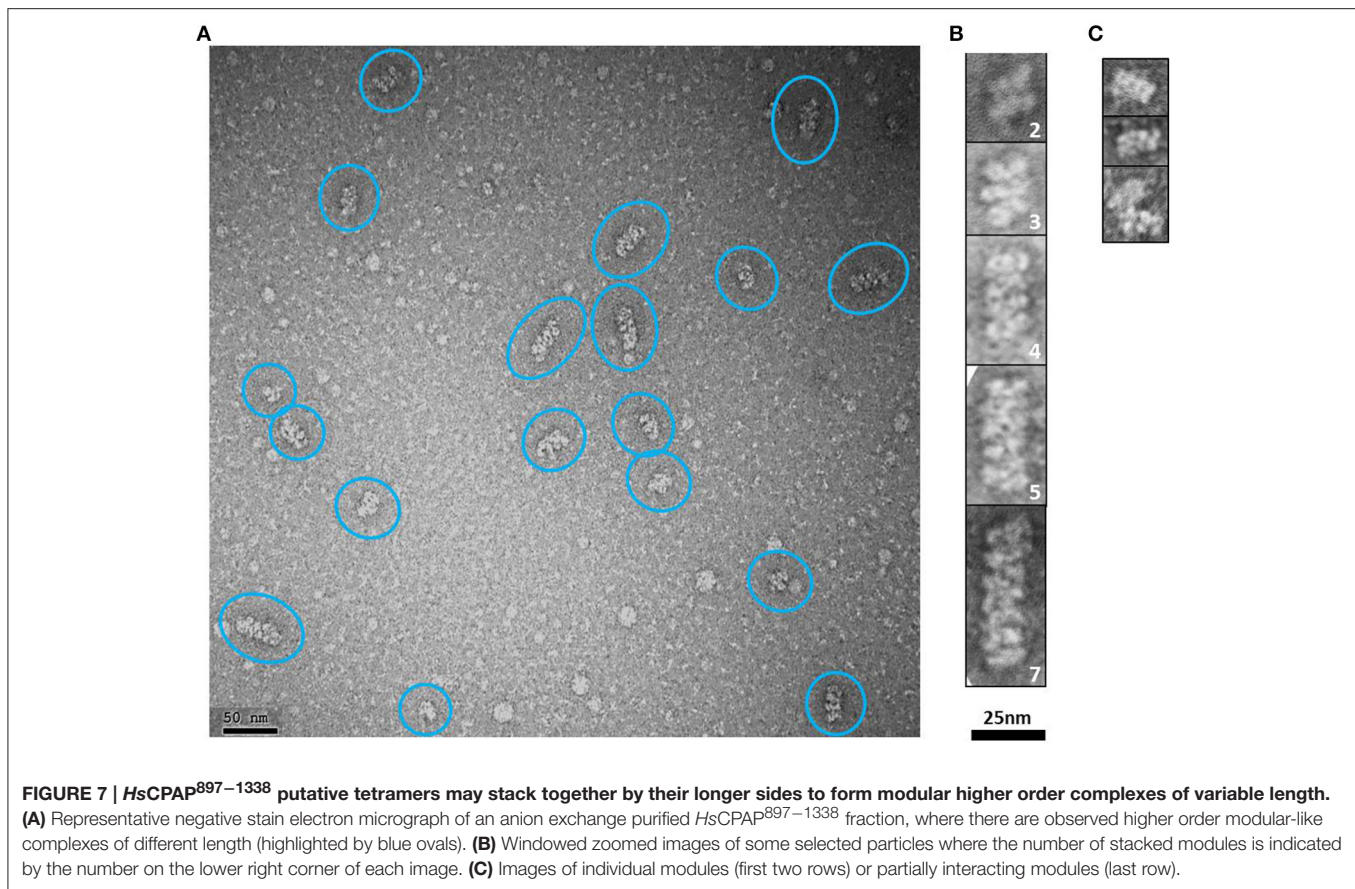 A
B
C
2
3
4
5
7
50 nm
25nm
FIGURE 7 | HsCPAP897−1338 putative tetramers may stack together by their longer sides to form modular higher order complexes of variable length.
(A) Representative negative stain electron micrograph of an anion exchange purified HsCPAP897−1338 fraction, where there are observed higher order modular-like
complexes of different length (highlighted by blue ovals). (B) Windowed zoomed images of some selected particles where the number of stacked modules is indicated
by the number on the lower right corner of each image. (C) Images of individual modules (first two rows) or partially interacting modules (last row).